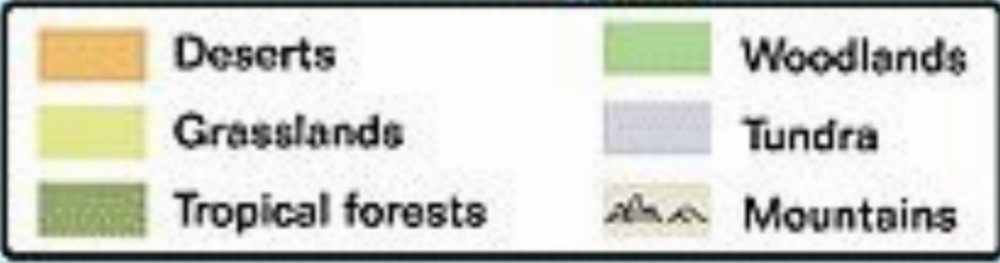 Deserts
Grasslands
Tropical forests
Woodlands
Tundra
Mountains